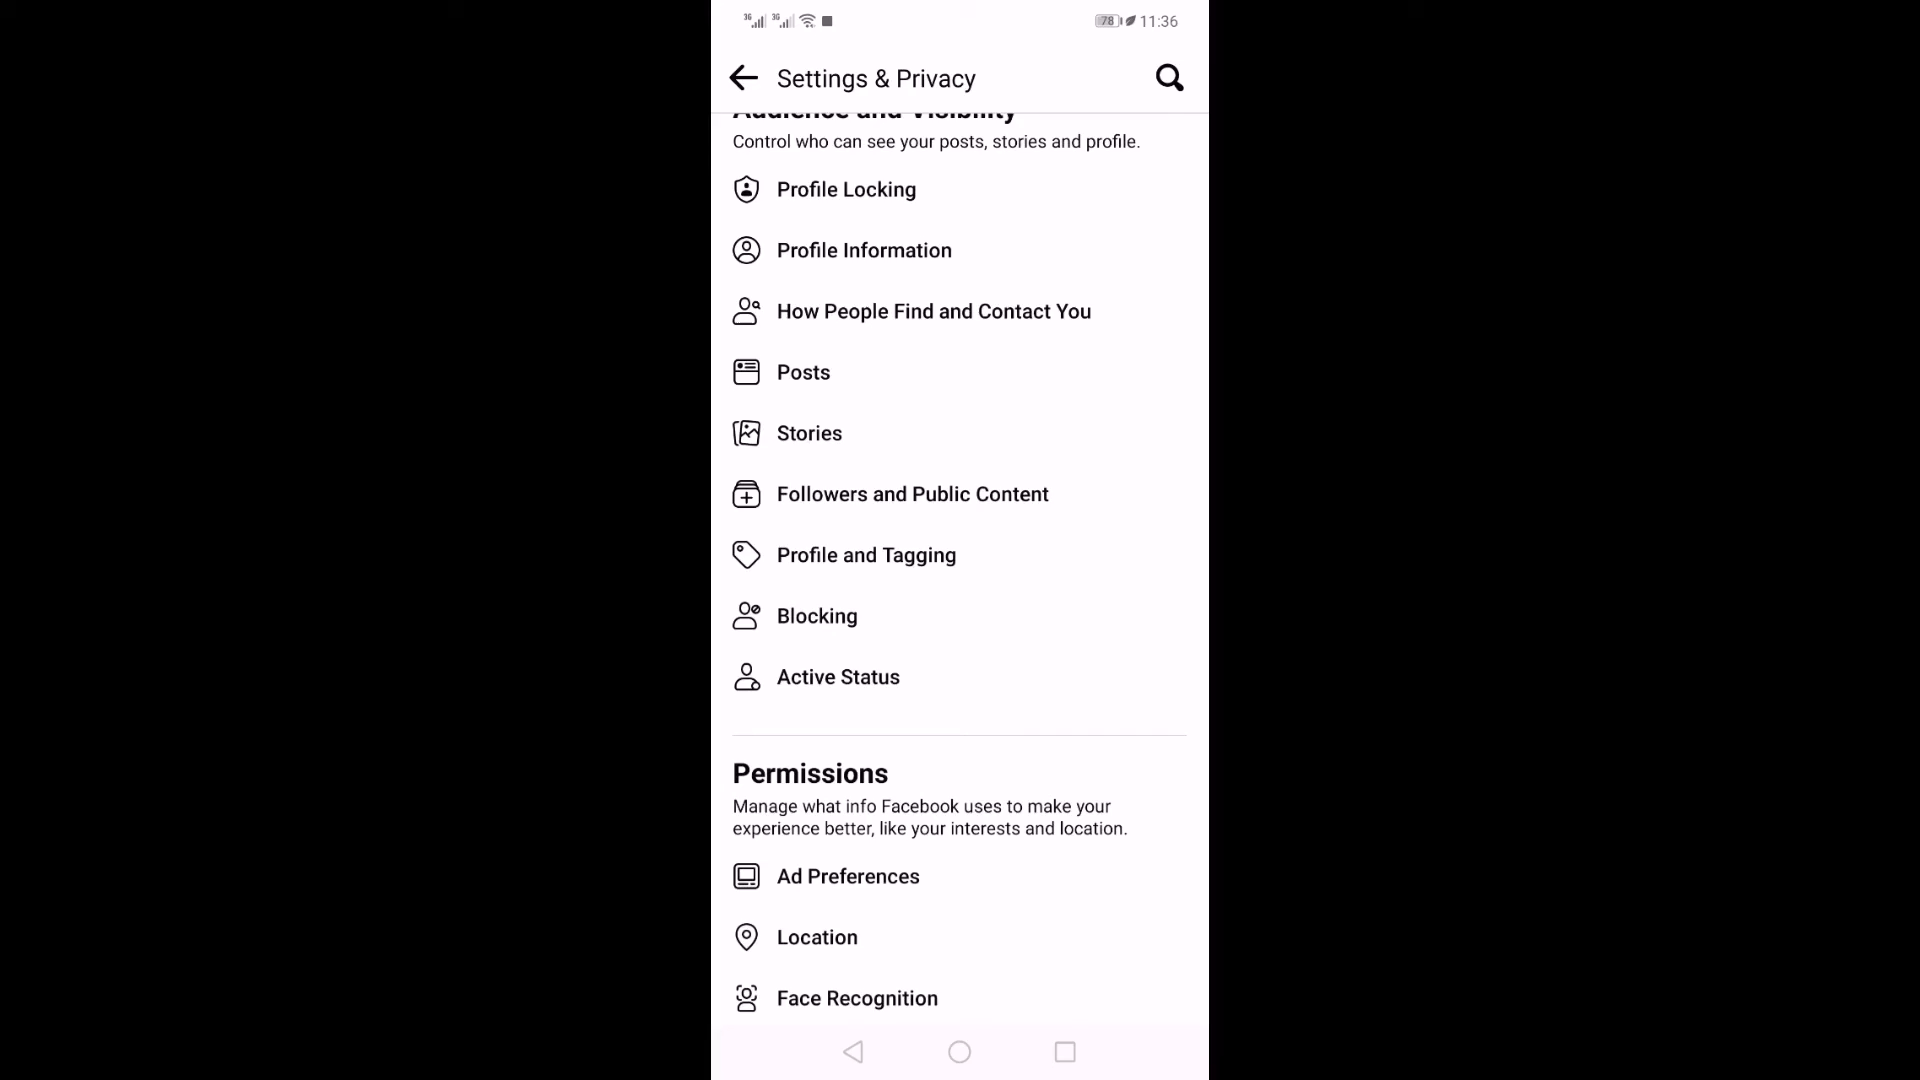 3G 3G 78 11:36
Settings & Privacy
Audience and Visibility
Control who can see your posts, stories and profile.
Profile Locking
Profile Information
How People Find and Contact You
Posts
Stories
Followers and Public Content
Profile and Tagging
Blocking
Active Status
Permissions
Manage what info Facebook uses to make your
experience better, like your interests and location.
Ad Preferences
Location
Face Recognition